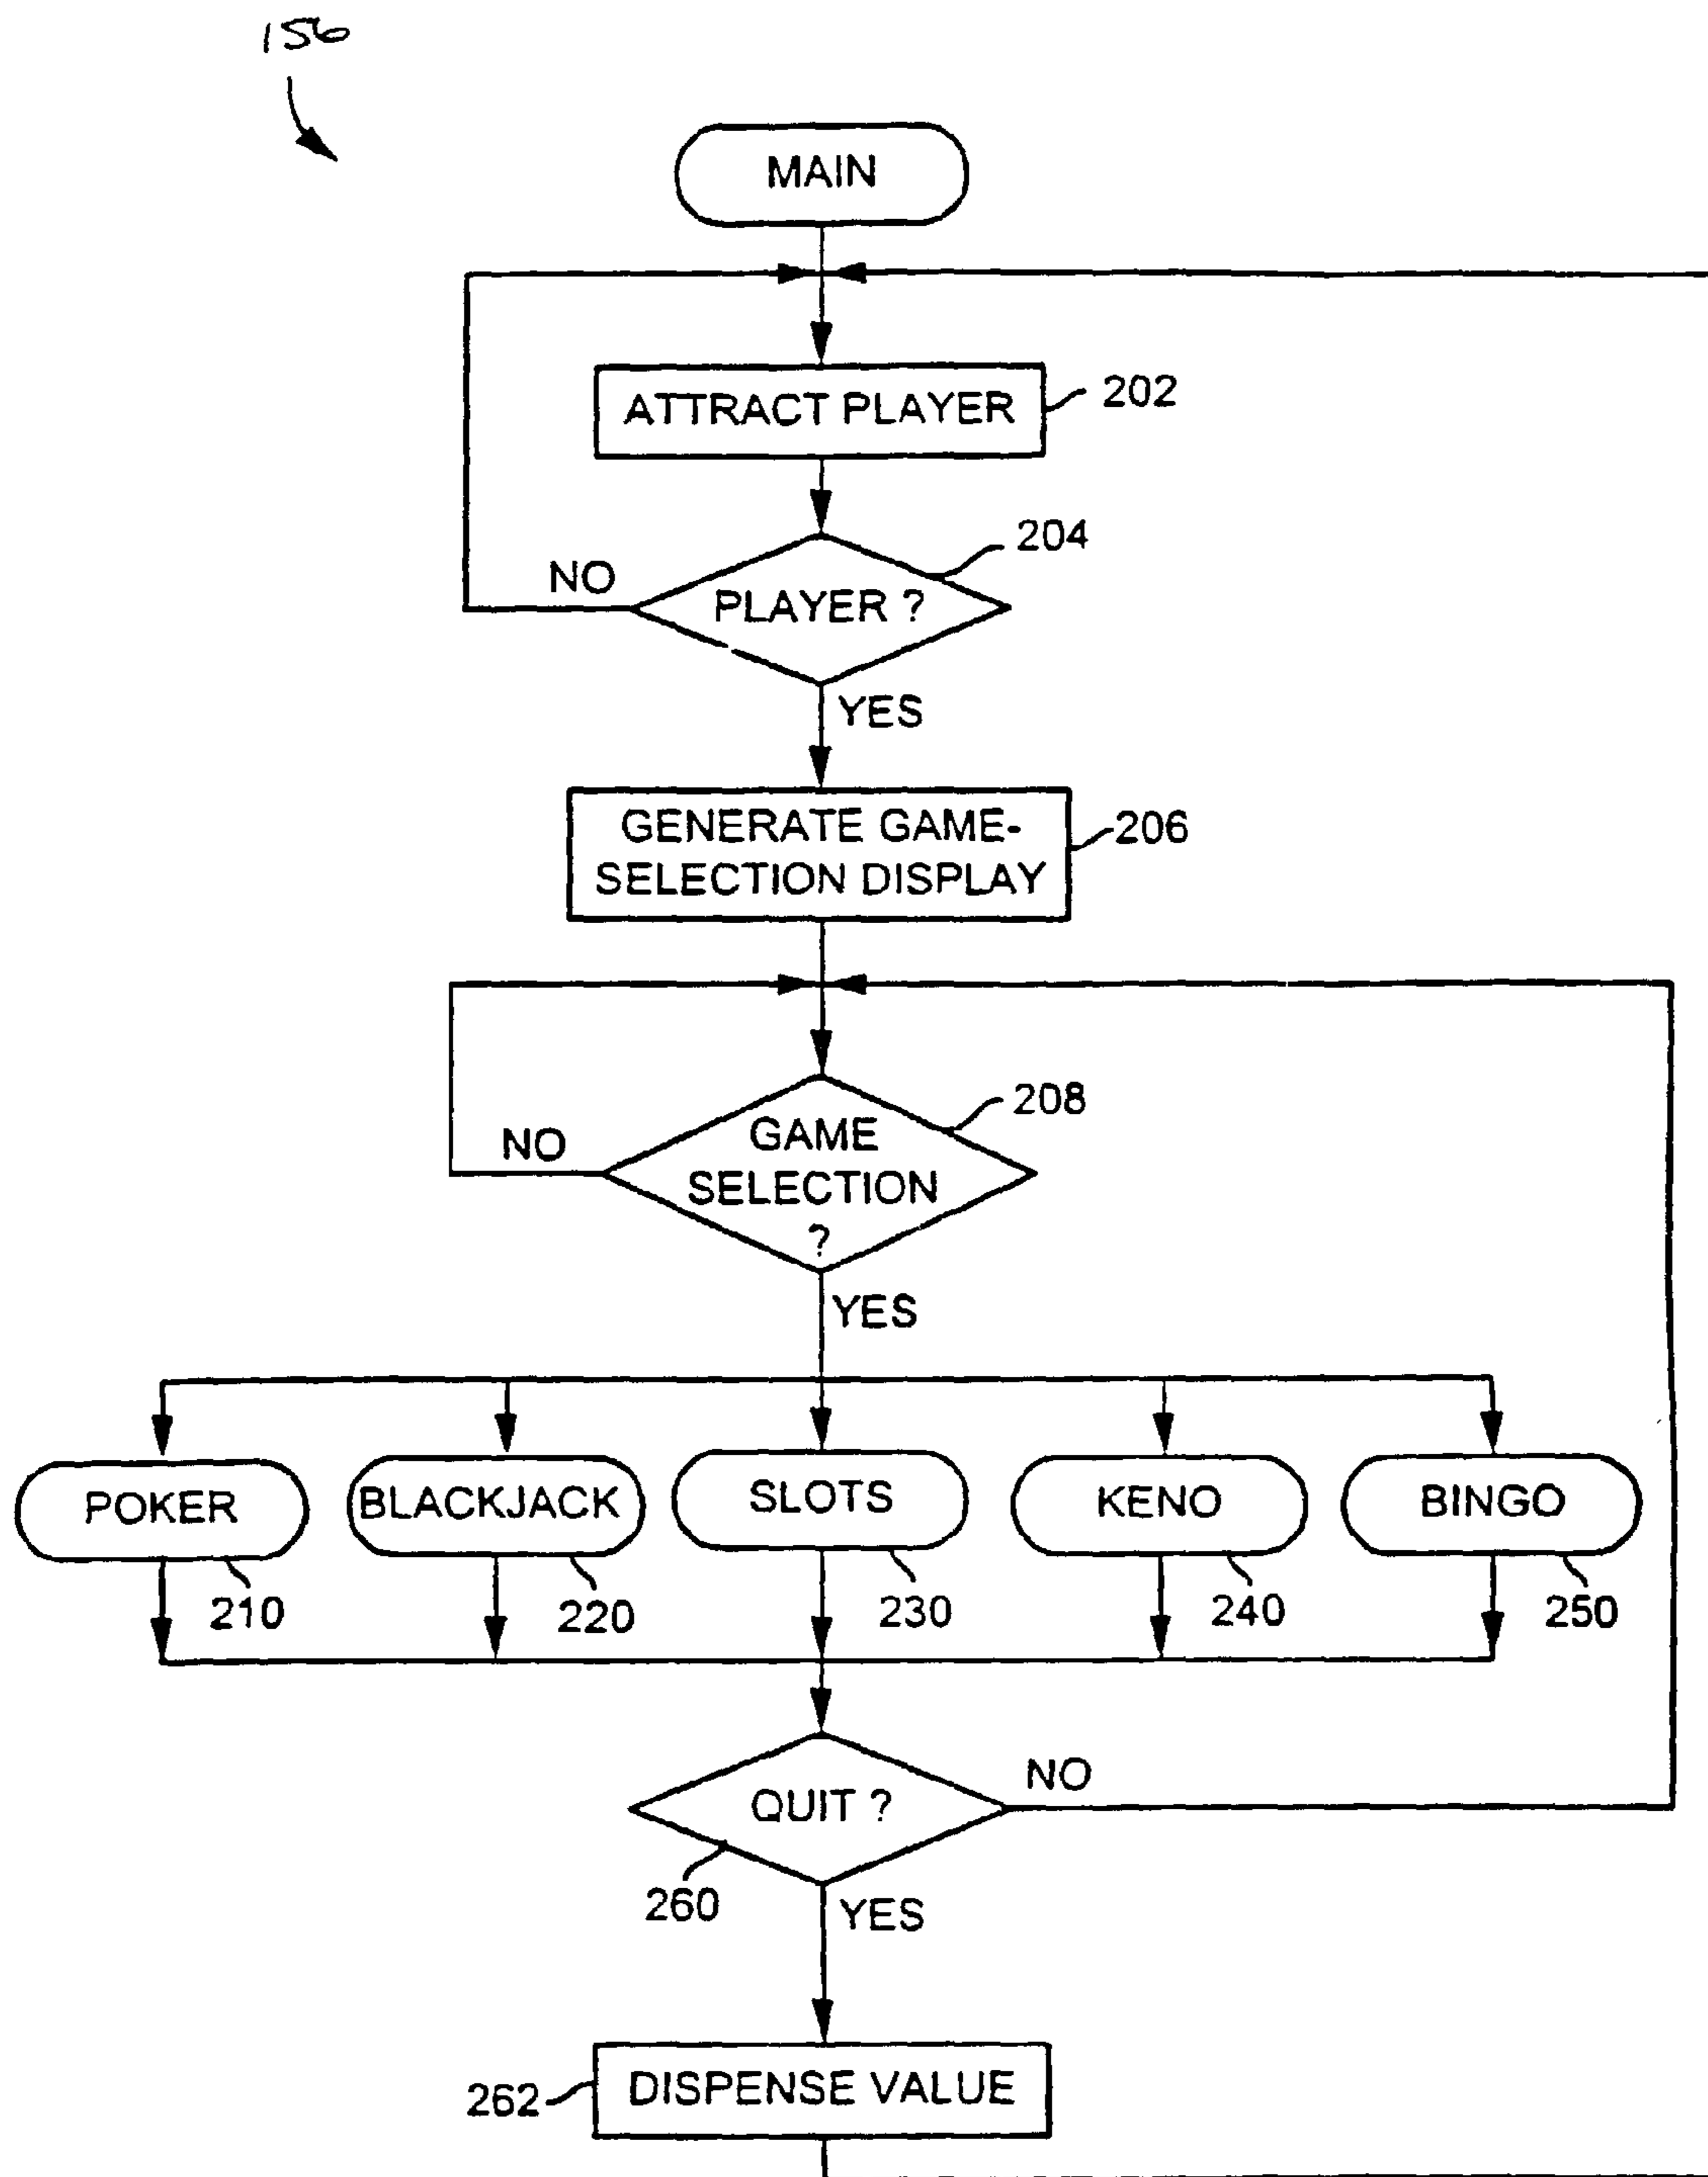 156
MAIN
ATTRACT PLAYER
202
204
NO
PLAYER ?
YES
GENERATE GAME-
SELECTION DISPLAY
206
208
GAME
NO
SELECTION
?
YES
POKER
BLACKJACK
SLOTS
KENO
BINGO
210
220
230
240
250
QUIT ?
NO
260
YES
262
DISPENSE VALUE